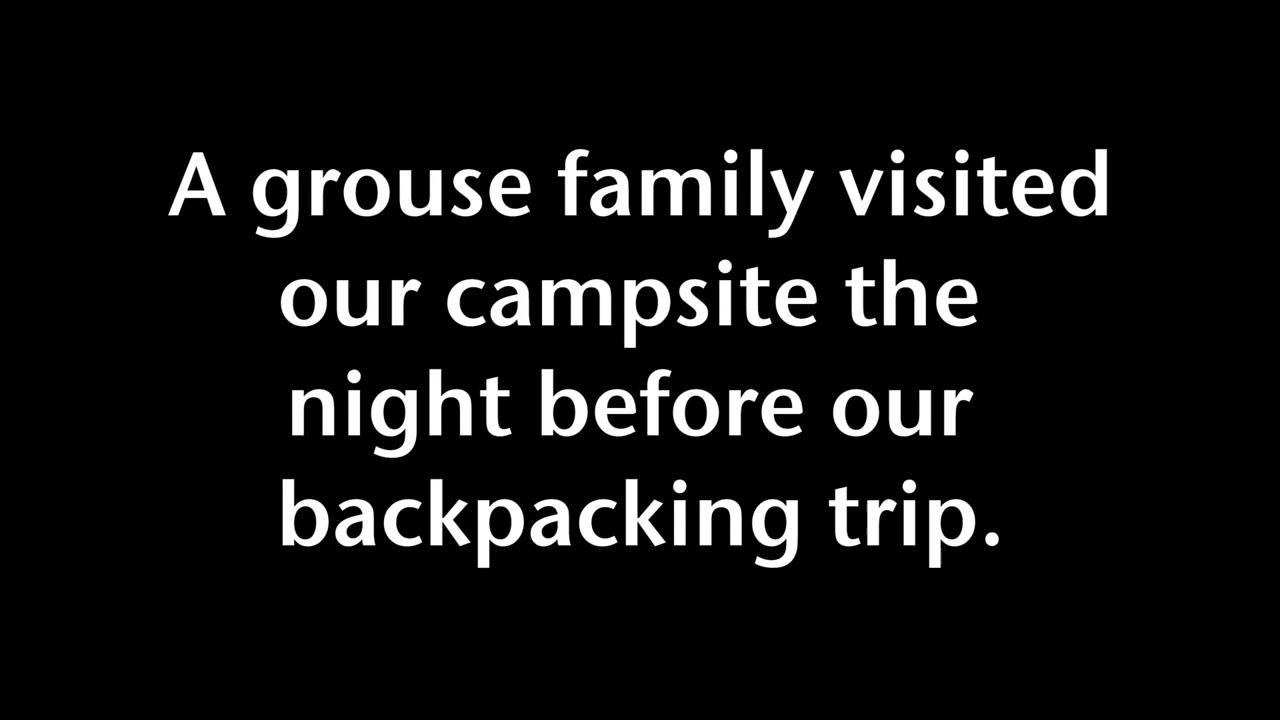 A grouse family visited
our campsite the
night before our
backpacking trip.